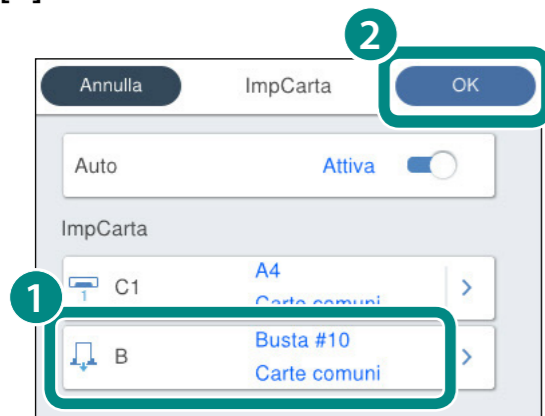 2
Annulla ImpCarta OK
Auto Attiva
ImpCarta
A4
1 C1
Carte comuni
1
Busta #10
B
Carte comuni